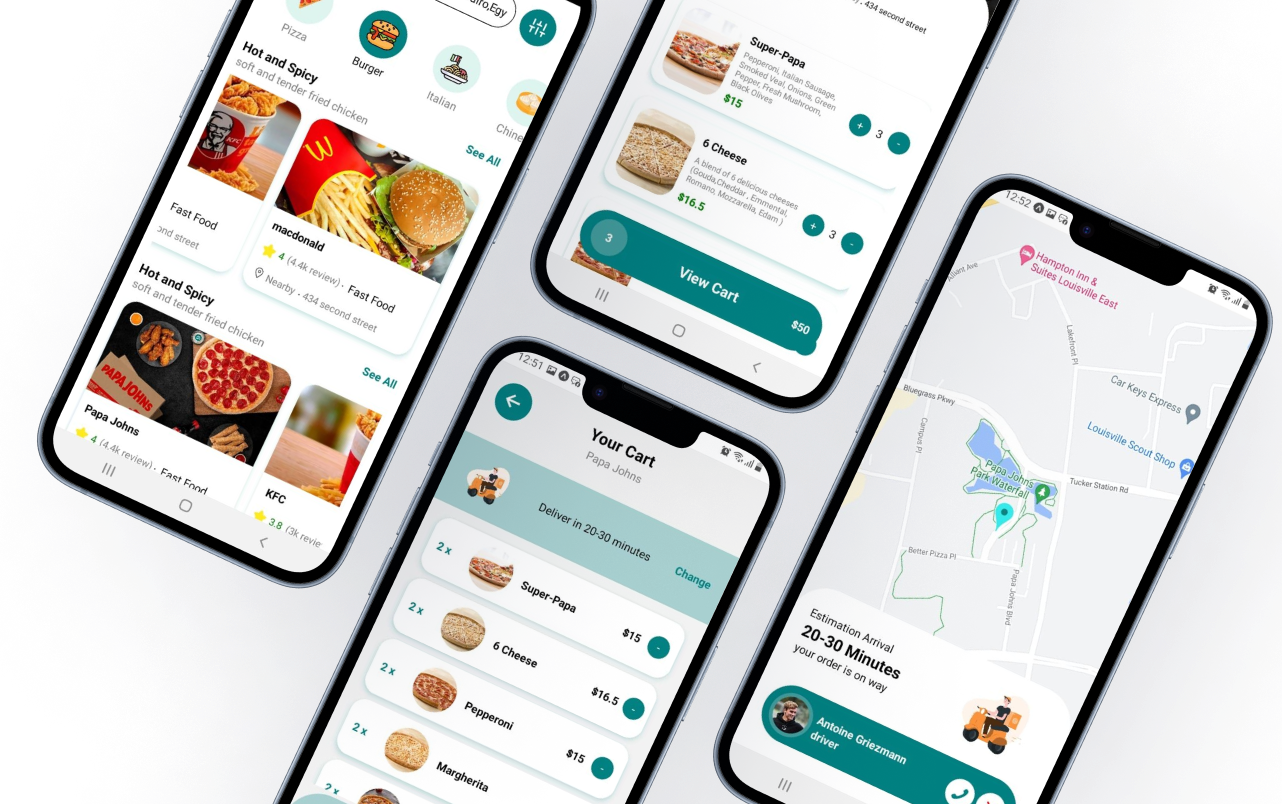 iro,Egy
Pizza
Burger
Italian
Chine
Hot and Spicy
soft and tender fried chicken
See All
KFC
Fast Food
ond street
macdonald
4 (4.4k review) · Fast Food
Nearby · 434 second street
Hot and Spicy
soft and tender fried chicken
See All
PAPA JOHNS
Papa Johns
4 (4.4k review) · Fast Food
KFC
3.8 (3k revie
· 434 second street
Super-Papa
Pepperoni, Italian Sausage,
Smoked Veal, Onions, Green
Pepper, Fresh Mushroom,
Black Olives
$15
+ 3 -
6 Cheese
A blend of 6 delicious cheeses
(Gouda,Cheddar , Emmental,
Romano, Mozzarella, Edam )
$16.5
+ 3 -
3
View Cart
$50
12:51
Your Cart
Papa Johns
Deliver in 20-30 minutes
Change
2 x Super-Papa $15 -
2 x 6 Cheese $16.5 -
2 x Pepperoni $15 -
2 x Margherita
2 x
12:52
Hampton Inn &
Suites Louisville East
Lakefront Pl
Car Keys Express
Bluegrass Pkwy
Campus Pl
Louisville Scout Shop
Papa Johns
Park Waterfall
Tucker Station Rd
Better Pizza Pl
Papa Johns Blvd
Estimation Arrival
20-30 Minutes
your order is on way
Antoine Griezmann
driver